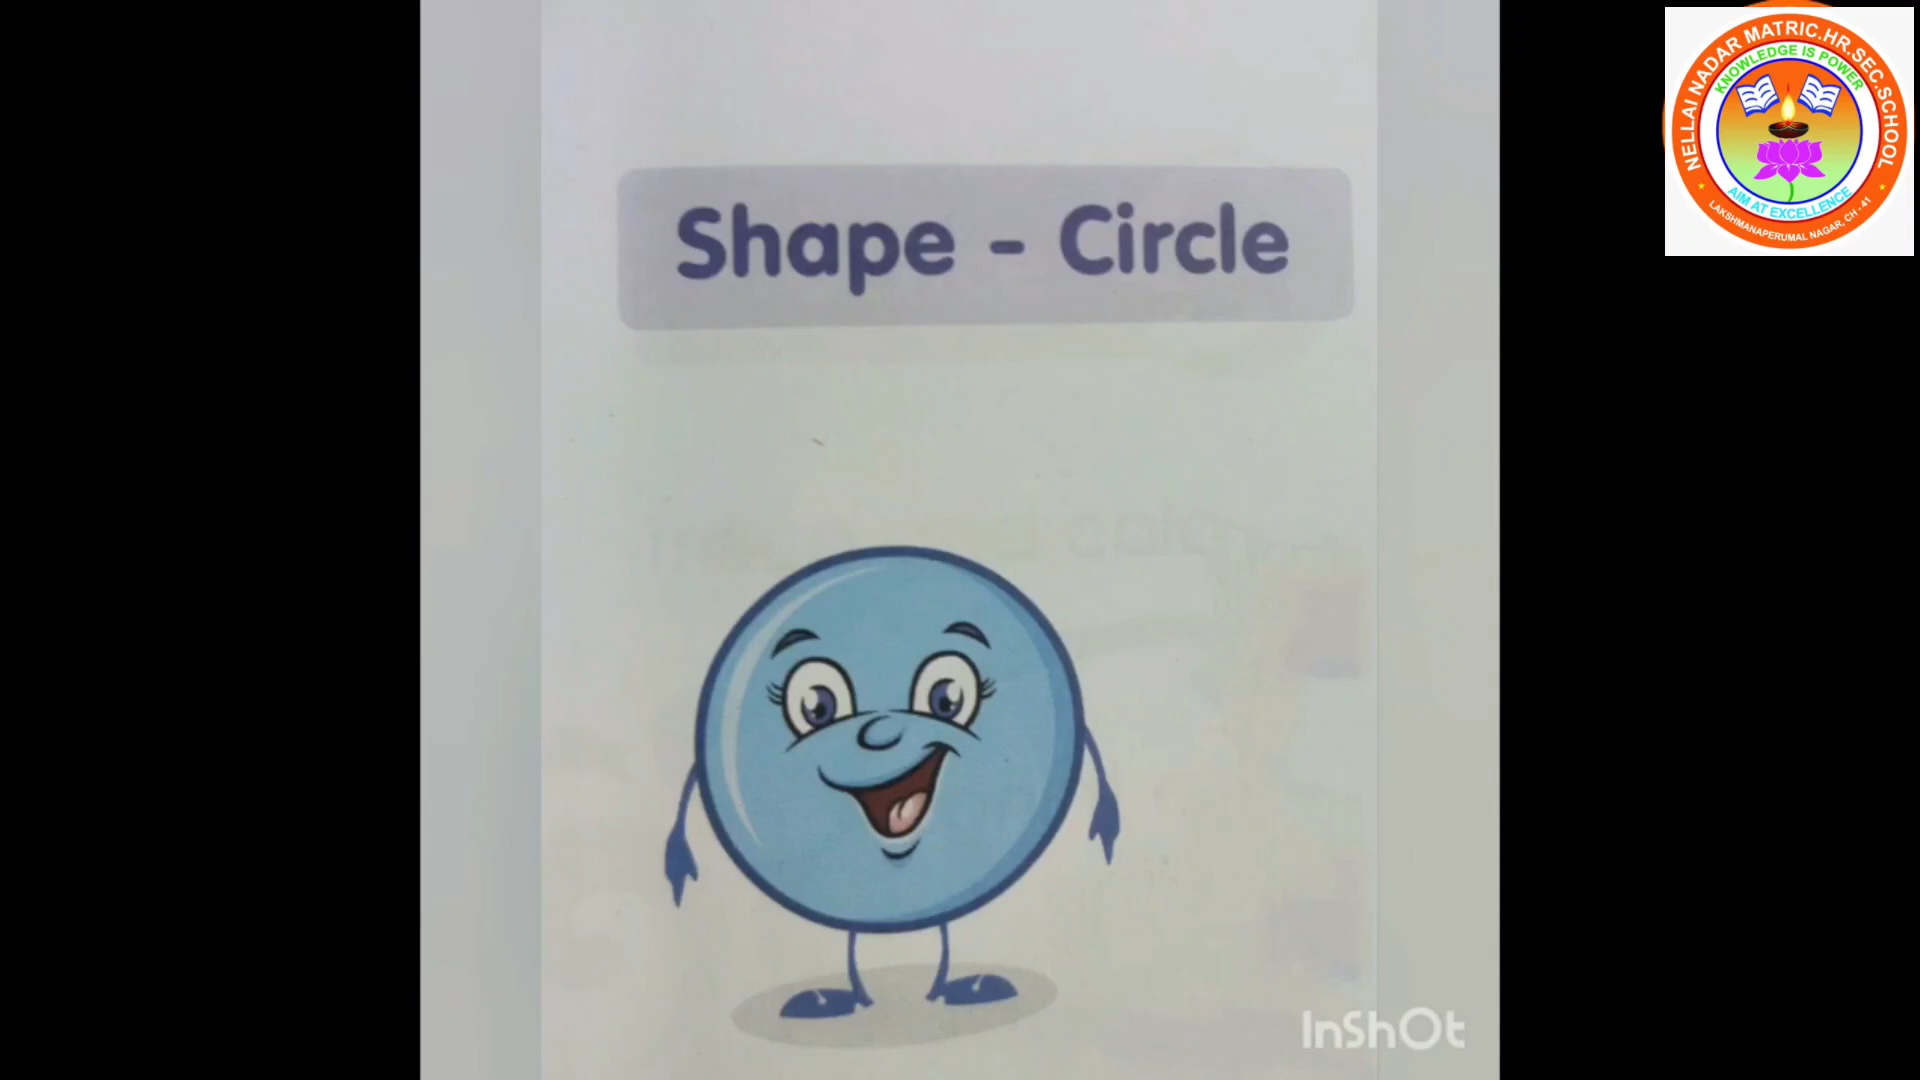 Shape - Circle
NELLAI NADAR MATRIC.HR.SEC.SCHOOL
KNOWLEDGE IS POWER
AIM AT EXCELLENCE
LAKSHMANAPERUMAL NAGAR, CH - 41
InShOt